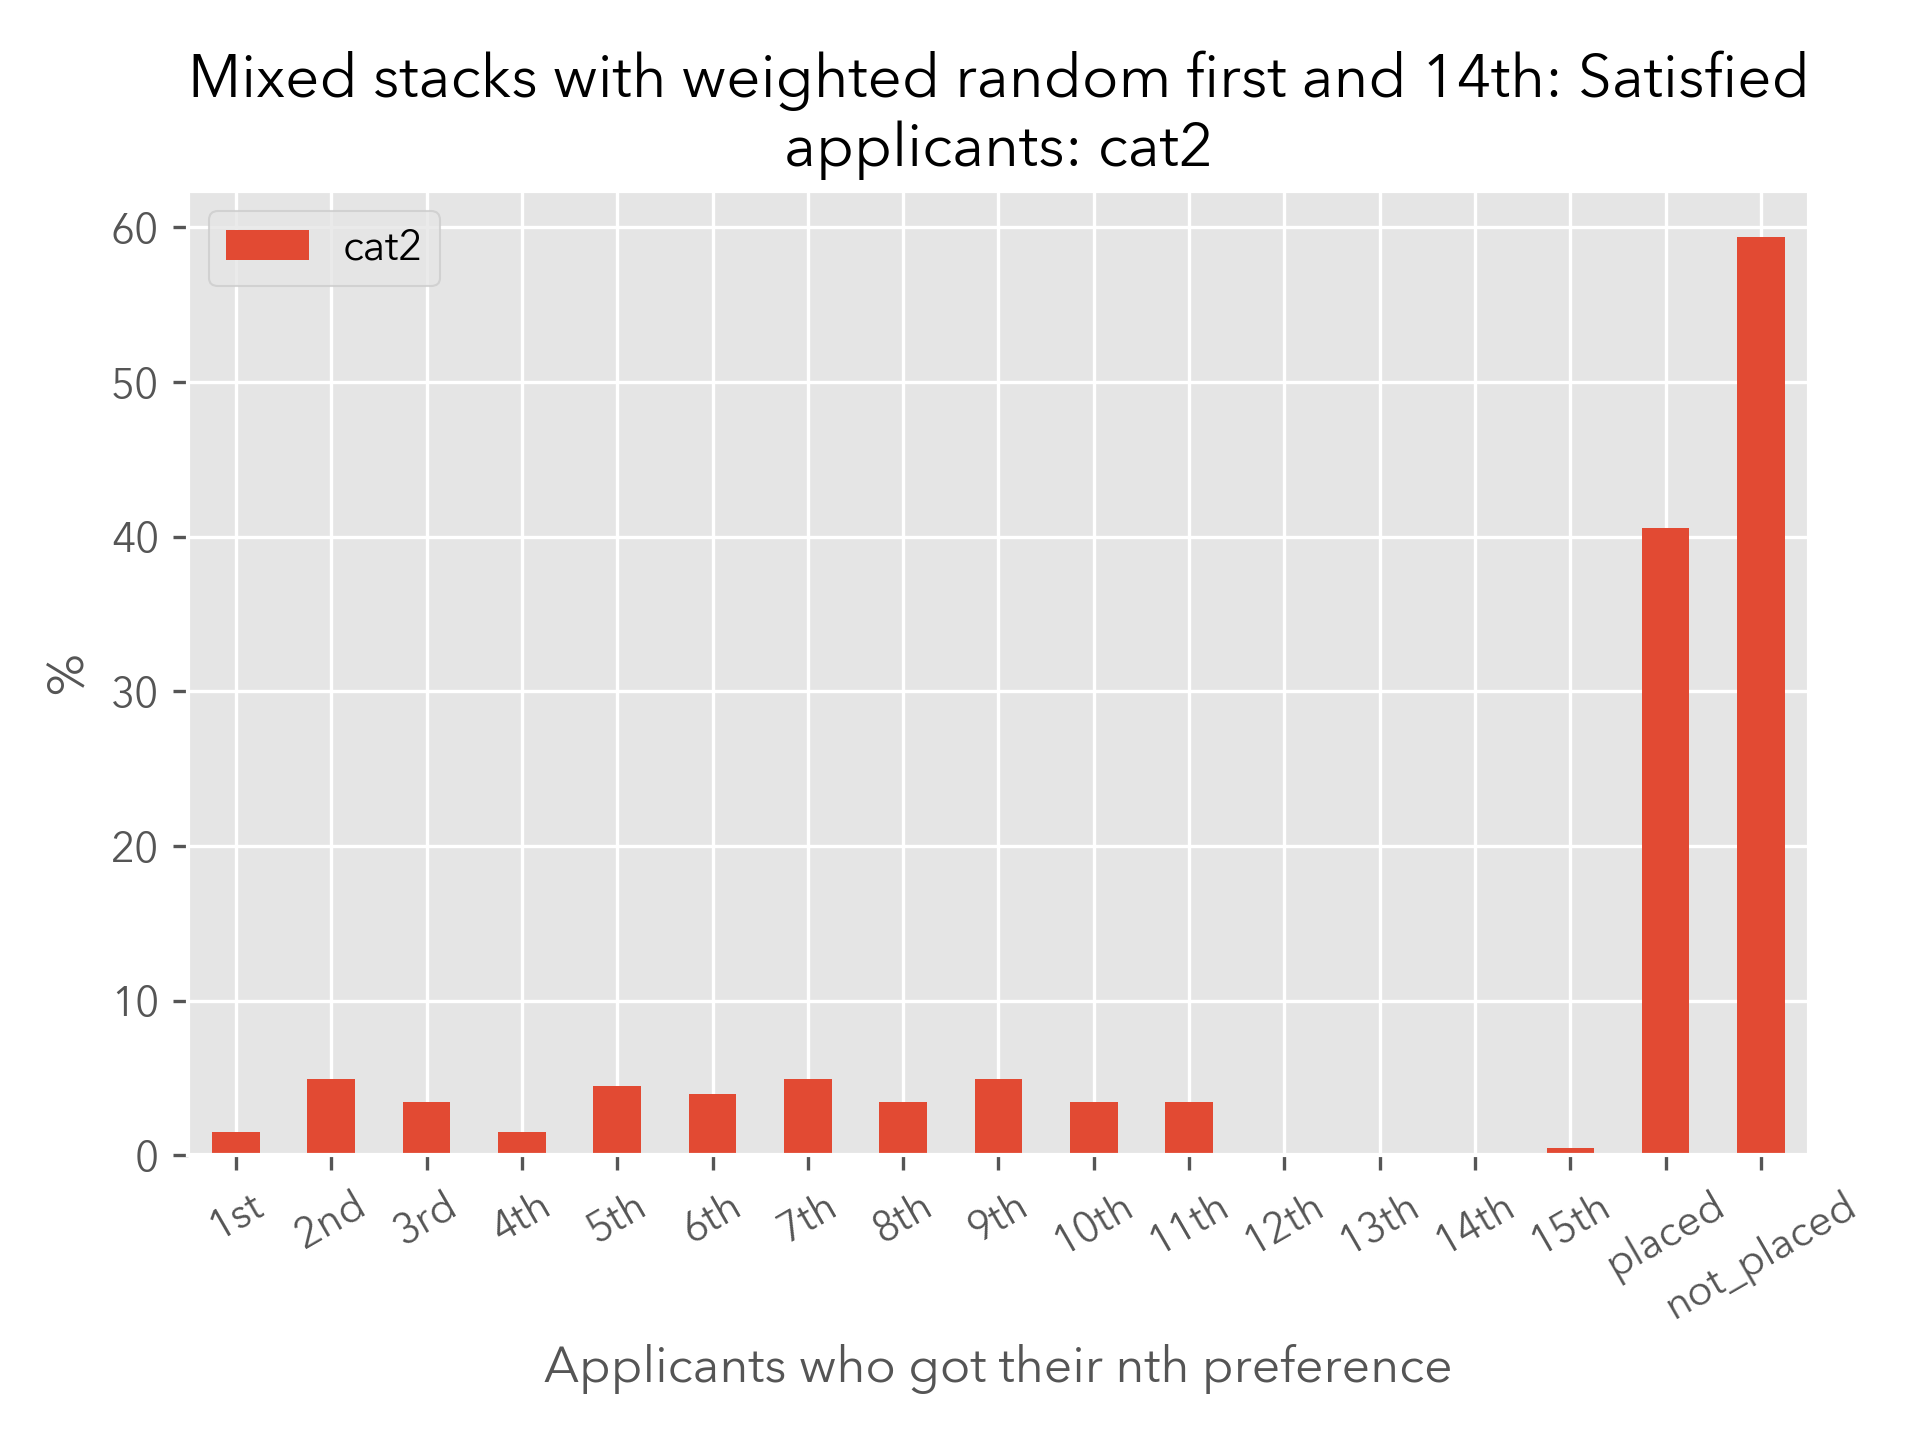 Mixed stacks with weighted random first and 14th: Satisfied
applicants: cat2
cat2
60
50
40
30
20
10
0
%
1st
2nd
3rd
4th
5th
6th
7th
8th
9th
10th
11th
12th
13th
14th
15th
placed
not_placed
Applicants who got their nth preference